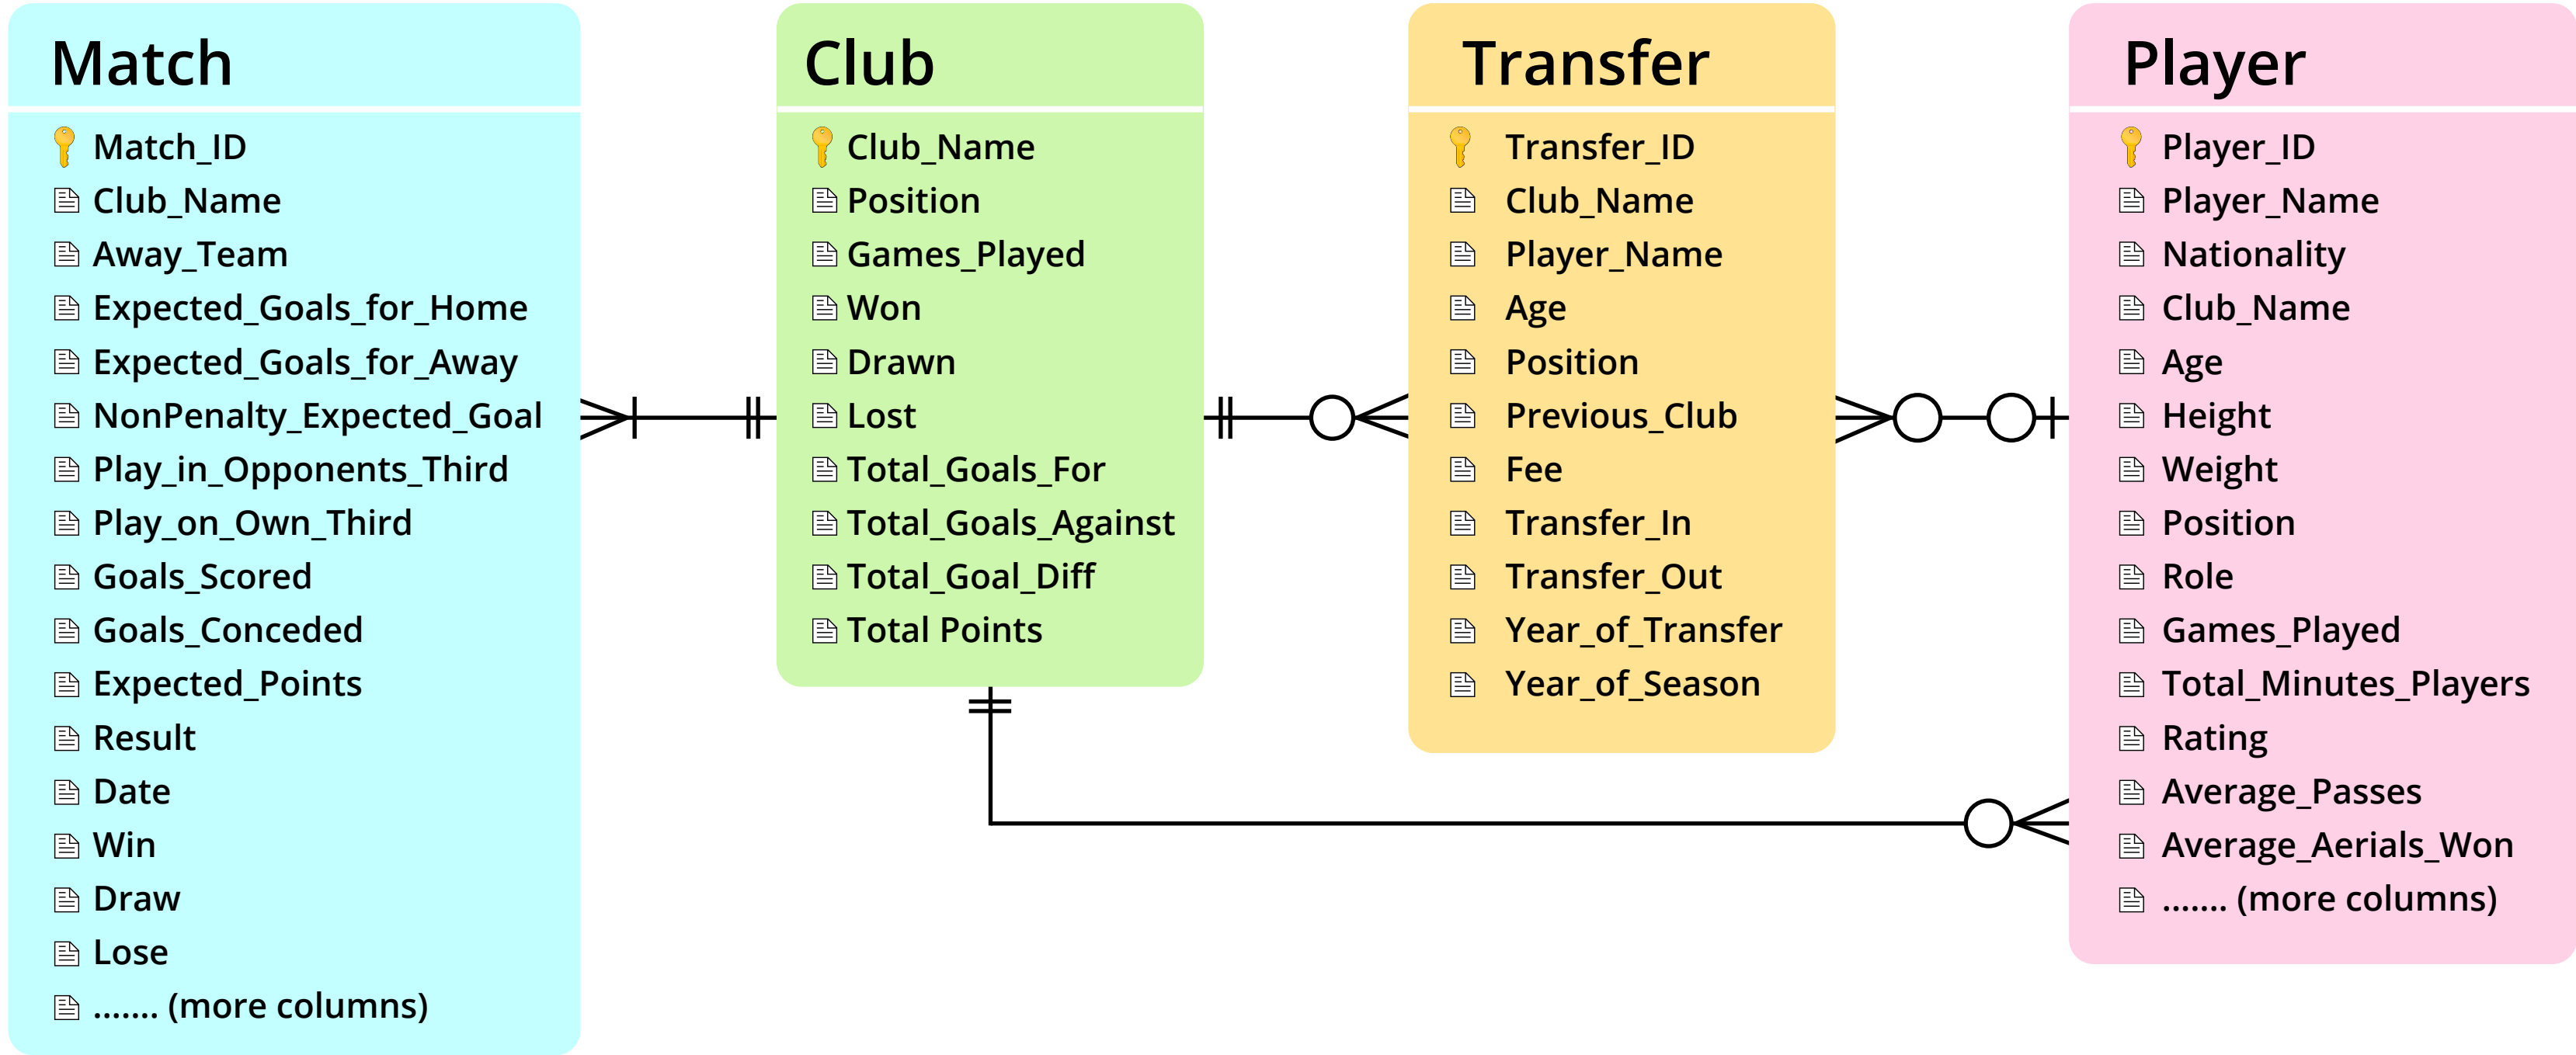 Match
Match_ID
Club_Name
Away_Team
Expected_Goals_for_Home
Expected_Goals_for_Away
NonPenalty_Expected_Goal
Play_in_Opponents_Third
Play_on_Own_Third
Goals_Scored
Goals_Conceded
Expected_Points
Result
Date
Win
Draw
Lose
....... (more columns)
Club
Club_Name
Position
Games_Played
Won
Drawn
Lost
Total_Goals_For
Total_Goals_Against
Total_Goal_Diff
Total Points
Transfer
Transfer_ID
Club_Name
Player_Name
Age
Position
Previous_Club
Fee
Transfer_In
Transfer_Out
Year_of_Transfer
Year_of_Season
Player
Player_ID
Player_Name
Nationality
Club_Name
Age
Height
Weight
Position
Role
Games_Played
Total_Minutes_Players
Rating
Average_Passes
Average_Aerials_Won
....... (more columns)